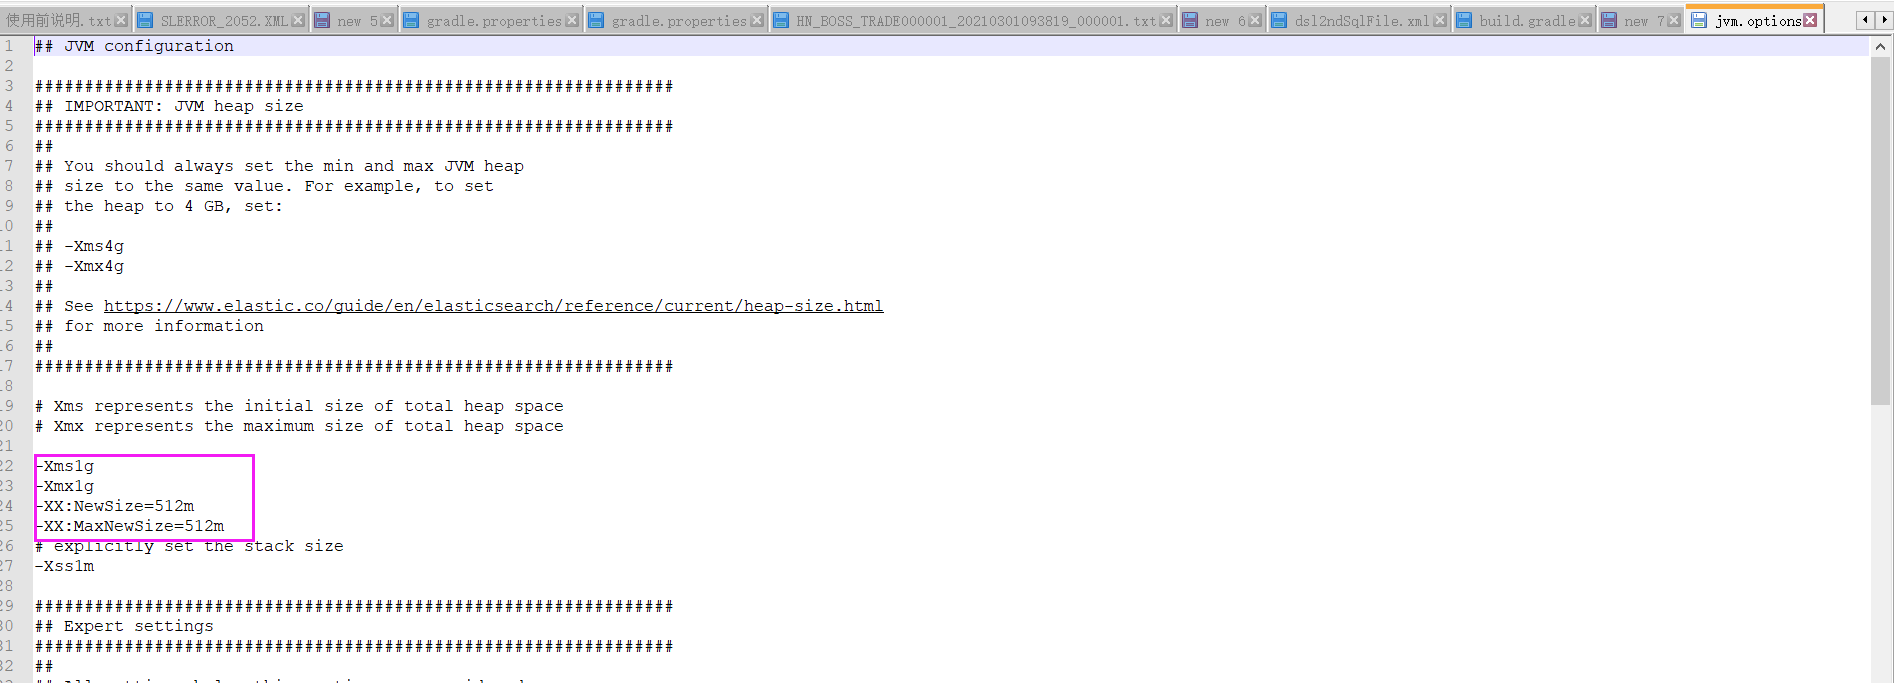 使用前说明.txt SLERROR_2052.XML new 5 gradle.properties gradle.properties HN_BOSS_TRADE000001_20210301093819_000001.txt new 6 dsl2ndSqlFile.xml build.gradle new 7 jvm.options
1 ## JVM configuration
2
3 ################################################################
4 ## IMPORTANT: JVM heap size
5 ################################################################
6 ##
7 ## You should always set the min and max JVM heap
8 ## size to the same value. For example, to set
9 ## the heap to 4 GB, set:
10 ##
11 ## -Xms4g
12 ## -Xmx4g
13 ##
14 ## See https://www.elastic.co/guide/en/elasticsearch/reference/current/heap-size.html
15 ## for more information
16 ##
17 ################################################################
18
19 # Xms represents the initial size of total heap space
20 # Xmx represents the maximum size of total heap space
21
22 -Xms1g
23 -Xmx1g
24 -XX:NewSize=512m
25 -XX:MaxNewSize=512m
26 # explicitly set the stack size
27 -Xss1m
28
29 ################################################################
30 ## Expert settings
31 ################################################################
32 ##